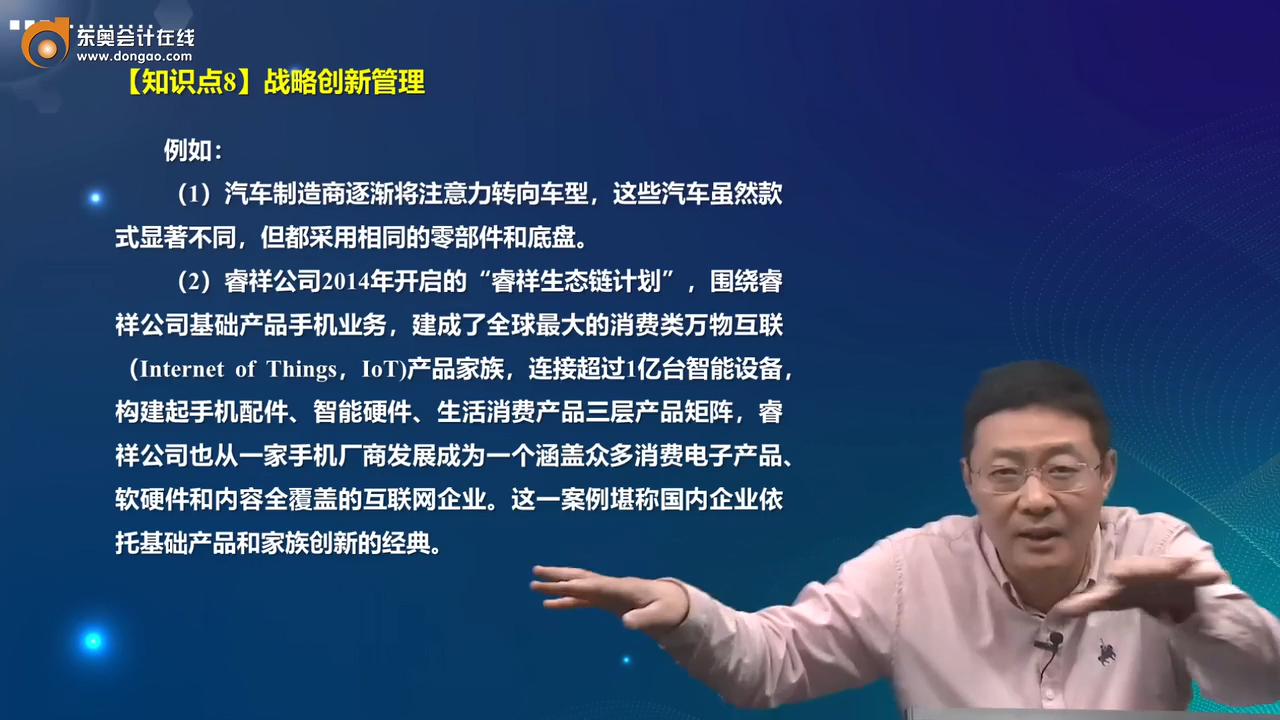 东奥会计在线
www.dongao.com
【知识点8】战略创新管理
例如：
（1）汽车制造商逐渐将注意力转向车型，这些汽车虽然款
式显著不同，但都采用相同的零部件和底盘。
（2）睿祥公司2014年开启的“睿祥生态链计划”，围绕睿
祥公司基础产品手机业务，建成了全球最大的消费类万物互联
（Internet of Things，IoT)产品家族，连接超过1亿台智能设备，
构建起手机配件、智能硬件、生活消费产品三层产品矩阵，睿
祥公司也从一家手机厂商发展成为一个涵盖众多消费电子产品、
软硬件和内容全覆盖的互联网企业。这一案例堪称国内企业依
托基础产品和家族创新的经典。